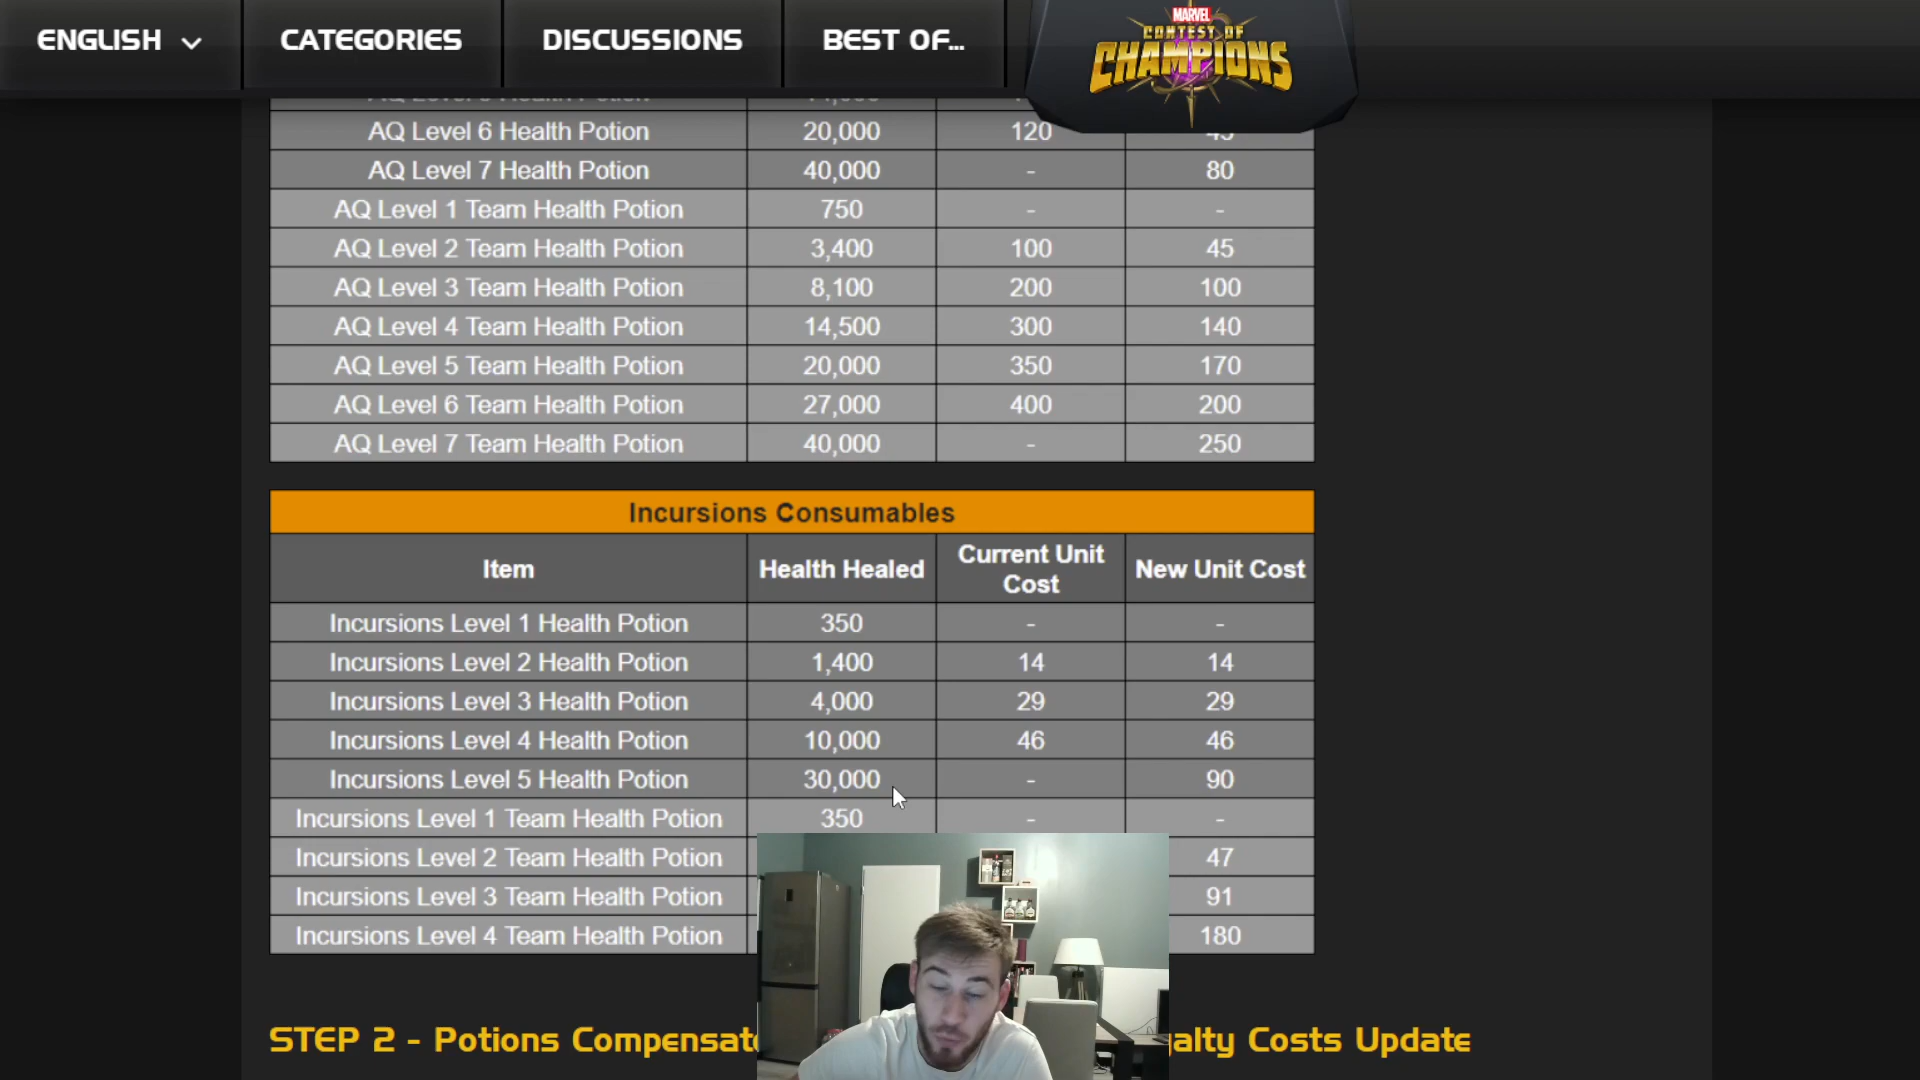 ENGLISH CATEGORIES DISCUSSIONS BEST OF...
MARVEL
CONTEST OF
CHAMPIONS
AQ Level 6 Health Potion 20,000 120 45
AQ Level 7 Health Potion 40,000 - 80
AQ Level 1 Team Health Potion 750 - -
AQ Level 2 Team Health Potion 3,400 100 45
AQ Level 3 Team Health Potion 8,100 200 100
AQ Level 4 Team Health Potion 14,500 300 140
AQ Level 5 Team Health Potion 20,000 350 170
AQ Level 6 Team Health Potion 27,000 400 200
AQ Level 7 Team Health Potion 40,000 - 250
Incursions Consumables
Item Health Healed Current Unit Cost New Unit Cost
Incursions Level 1 Health Potion 350 - -
Incursions Level 2 Health Potion 1,400 14 14
Incursions Level 3 Health Potion 4,000 29 29
Incursions Level 4 Health Potion 10,000 46 46
Incursions Level 5 Health Potion 30,000 - 90
Incursions Level 1 Team Health Potion 350 - -
Incursions Level 2 Team Health Potion 47
Incursions Level 3 Team Health Potion 91
Incursions Level 4 Team Health Potion 180
STEP 2 - Potions Compensat alty Costs Update